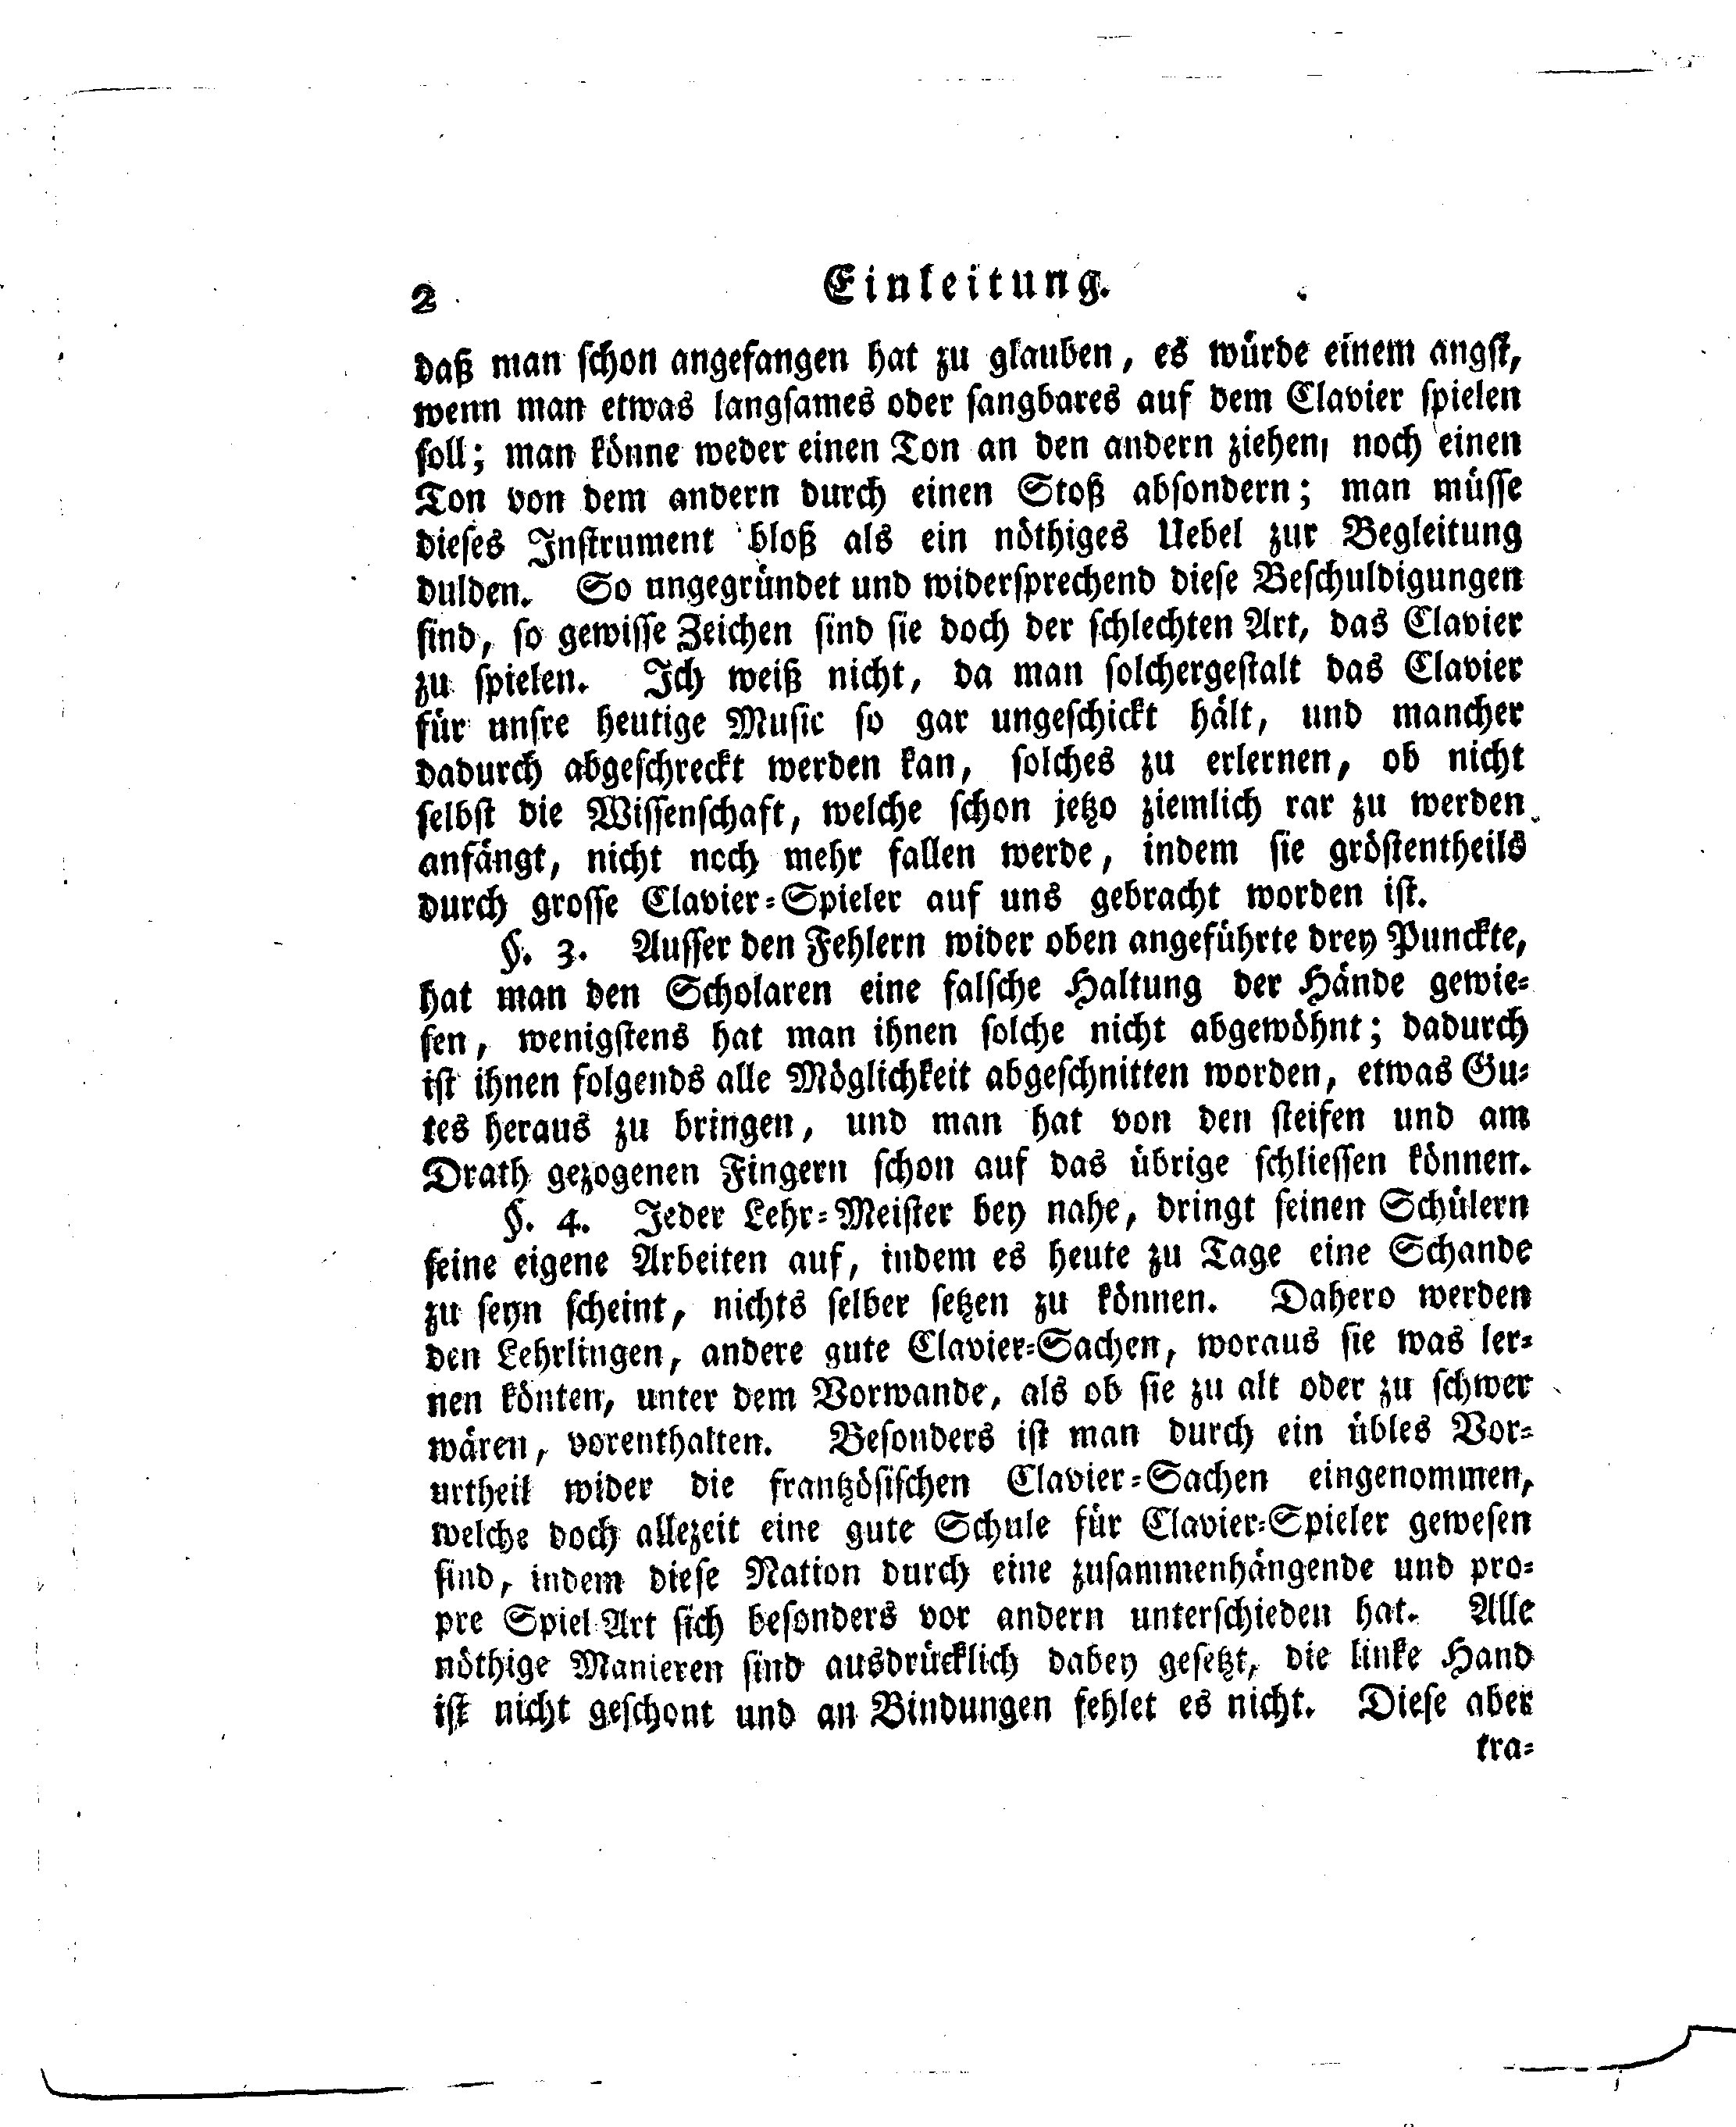 2 Einleitung.
daß man schon angefangen hat zu glauben, es würde einem angst,
wenn man etwas langsames oder sangbares auf dem Clavier spielen
soll; man könne weder einen Ton an den andern ziehen, noch einen
Ton von dem andern durch einen Stoß absondern; man müsse
dieses Instrument bloß als ein nöthiges Uebel zur Begleitung
dulden. So ungegründet und widersprechend diese Beschuldigungen
sind, so gewisse Zeichen sind sie doch der schlechten Art, das Clavier
zu spielen. Ich weiß nicht, da man solchergestalt das Clavier
für unsre heutige Music so gar ungeschickt hält, und mancher
dadurch abgeschreckt werden kan, solches zu erlernen, ob nicht
selbst die Wissenschaft, welche schon jetzo ziemlich rar zu werden
anfängt, nicht noch mehr fallen werde, indem sie gröstentheils
durch grosse Clavier-Spieler auf uns gebracht worden ist.
§. 3. Ausser den Fehlern wider oben angeführte drey Punckte,
hat man den Scholaren eine falsche Haltung der Hände gewie-
sen, wenigstens hat man ihnen solche nicht abgewöhnt; dadurch
ist ihnen folgends alle Möglichkeit abgeschnitten worden, etwas Gu-
tes heraus zu bringen, und man hat von den steifen und am
Drath gezogenen Fingern schon auf das übrige schliessen können.
§. 4. Jeder Lehr-Meister bey nahe, dringt seinen Schülern
seine eigene Arbeiten auf, indem es heute zu Tage eine Schande
zu seyn scheint, nichts selber setzen zu können. Dahero werden
den Lehrlingen, andere gute Clavier-Sachen, woraus sie was ler-
nen könten, unter dem Vorwande, als ob sie zu alt oder zu schwer
wären, vorenthalten. Besonders ist man durch ein übles Vor-
urtheil wider die frantzösischen Clavier-Sachen eingenommen,
welche doch allezeit eine gute Schule für Clavier-Spieler gewesen
sind, indem diese Nation durch eine zusammenhängende und pro-
pre Spiel-Art sich besonders vor andern unterschieden hat. Alle
nöthige Manieren sind ausdrücklich dabey gesetzt, die linke Hand
ist nicht geschont und an Bindungen fehlet es nicht. Diese aber
tra-